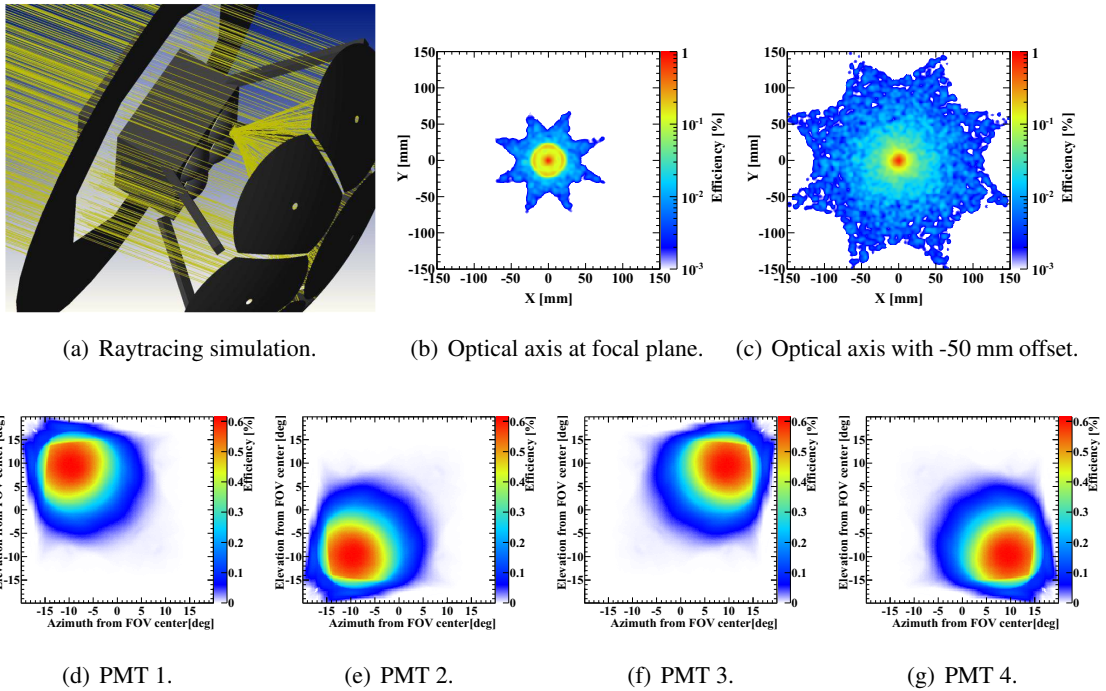 150
100
50
0
-50
-100
-150
-150 -100 -50 0 50 100 150
X [mm]
Y [mm]
1
10-1
10-2
10-3
Efficiency [%]
150
100
50
0
-50
-100
-150
-150 -100 -50 0 50 100 150
X [mm]
Y [mm]
1
10-1
10-2
10-3
Efficiency [%]
(a) Raytracing simulation.
(b) Optical axis at focal plane.
(c) Optical axis with -50 mm offset.
Elevation from FOV center [deg]
15
10
5
0
-5
-10
-15
-15 -10 -5 0 5 10 15
Azimuth from FOV center[deg]
0.6
0.5
0.4
0.3
0.2
0.1
0
Efficiency [%]
Elevation from FOV center [deg]
15
10
5
0
-5
-10
-15
-15 -10 -5 0 5 10 15
Azimuth from FOV center[deg]
0.6
0.5
0.4
0.3
0.2
0.1
0
Efficiency [%]
Elevation from FOV center [deg]
15
10
5
0
-5
-10
-15
-15 -10 -5 0 5 10 15
Azimuth from FOV center[deg]
0.6
0.5
0.4
0.3
0.2
0.1
0
Efficiency [%]
Elevation from FOV center [deg]
15
10
5
0
-5
-10
-15
-15 -10 -5 0 5 10 15
Azimuth from FOV center[deg]
0.6
0.5
0.4
0.3
0.2
0.1
0
Efficiency [%]
(d) PMT 1.
(e) PMT 2.
(f) PMT 3.
(g) PMT 4.